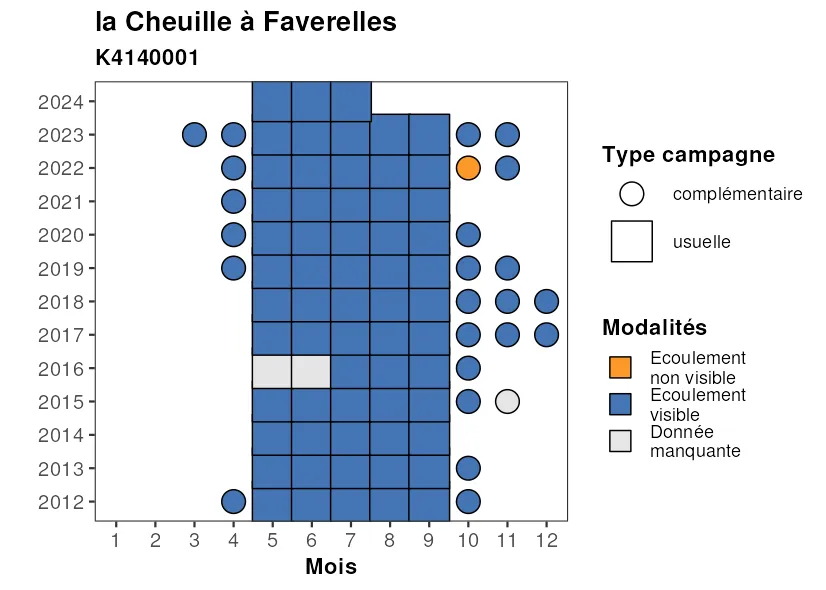 la Cheuille à Faverelles
K4140001
2024
2023
2022
2021
2020
2019
2018
2017
2016
2015
2014
2013
2012
1 2 3 4 5 6 7 8 9 10 11 12
Mois
Type campagne
complémentaire
usuelle
Modalités
Ecoulement
non visible
Ecoulement
visible
Donnée
manquante